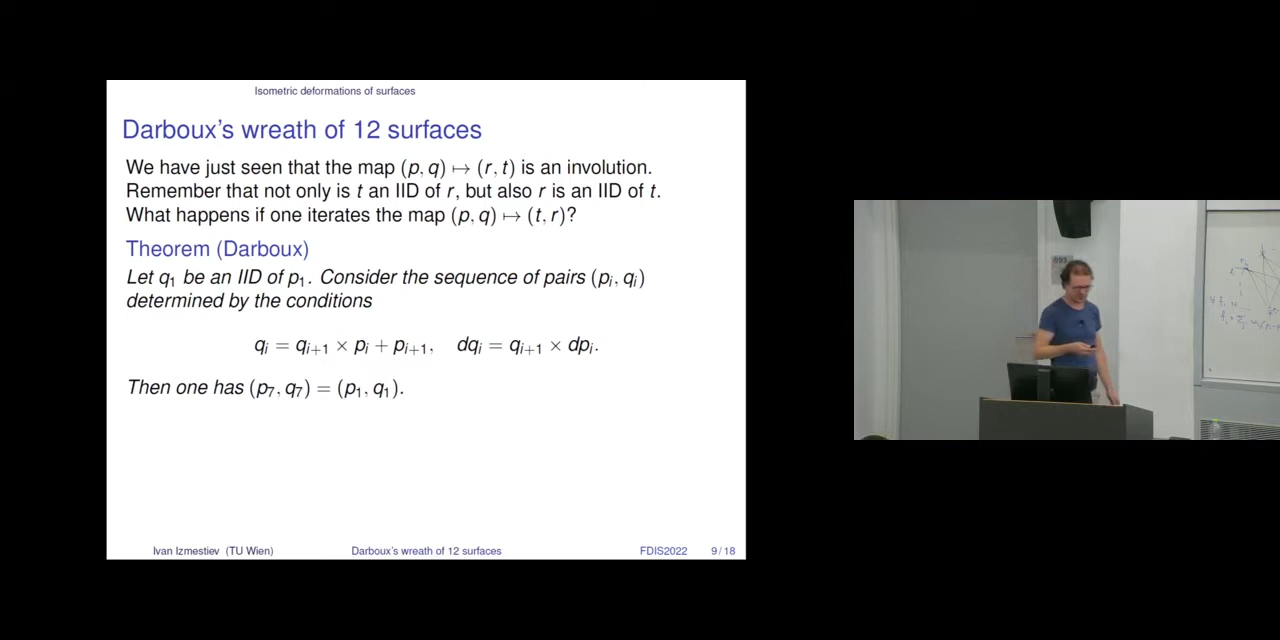 Isometric deformations of surfaces
Darboux's wreath of 12 surfaces
We have just seen that the map (p, q) ↦ (r, t) is an involution.
Remember that not only is t an IID of r, but also r is an IID of t.
What happens if one iterates the map (p, q) ↦ (t, r)?
Theorem (Darboux)
Let q₁ be an IID of p₁. Consider the sequence of pairs (pᵢ, qᵢ)
determined by the conditions
qᵢ = qᵢ₊₁ × pᵢ + pᵢ₊₁, dqᵢ = qᵢ₊₁ × dpᵢ.
Then one has (p₇, q₇) = (p₁, q₁).
Ivan Izmestiev (TU Wien) Darboux's wreath of 12 surfaces FDIS2022 9 / 18